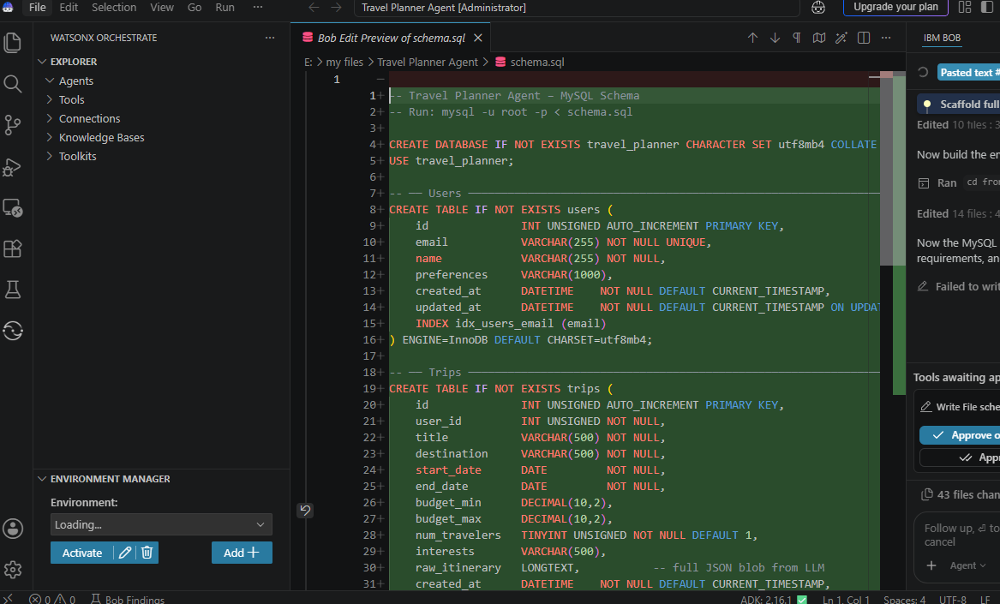 File Edit Selection View Go Run ··· Travel Planner Agent [Administrator] Upgrade your plan
WATSONX ORCHESTRATE ···
EXPLORER
Agents
Tools
Connections
Knowledge Bases
Toolkits
ENVIRONMENT MANAGER
Environment:
Loading...
Activate
Add +
Bob Edit Preview of schema.sql
E: > my files > Travel Planner Agent > schema.sql
1 −
1+ -- Travel Planner Agent – MySQL Schema
2+ -- Run: mysql -u root -p < schema.sql
3+
4+ CREATE DATABASE IF NOT EXISTS travel_planner CHARACTER SET utf8mb4 COLLATE
5+ USE travel_planner;
6+
7+ -- ── Users ──────────────────────────────
8+ CREATE TABLE IF NOT EXISTS users (
9+ id INT UNSIGNED AUTO_INCREMENT PRIMARY KEY,
10+ email VARCHAR(255) NOT NULL UNIQUE,
11+ name VARCHAR(255) NOT NULL,
12+ preferences VARCHAR(1000),
13+ created_at DATETIME NOT NULL DEFAULT CURRENT_TIMESTAMP,
14+ updated_at DATETIME NOT NULL DEFAULT CURRENT_TIMESTAMP ON UPDAT
15+ INDEX idx_users_email (email)
16+ ) ENGINE=InnoDB DEFAULT CHARSET=utf8mb4;
17+
18+ -- ── Trips ──────────────────────────────
19+ CREATE TABLE IF NOT EXISTS trips (
20+ id INT UNSIGNED AUTO_INCREMENT PRIMARY KEY,
21+ user_id INT UNSIGNED NOT NULL,
22+ title VARCHAR(500) NOT NULL,
23+ destination VARCHAR(500) NOT NULL,
24+ start_date DATE NOT NULL,
25+ end_date DATE NOT NULL,
26+ budget_min DECIMAL(10,2),
27+ budget_max DECIMAL(10,2),
28+ num_travelers TINYINT UNSIGNED NOT NULL DEFAULT 1,
29+ interests VARCHAR(500),
30+ raw_itinerary LONGTEXT, -- full JSON blob from LLM
31+ created_at DATETIME NOT NULL DEFAULT CURRENT_TIMESTAMP,
IBM BOB
Pasted text #
Scaffold full
Edited 10 files : 3
Now build the en
Ran cd fron
Edited 14 files : 4
Now the MySQL
requirements, an
Failed to writ
Tools awaiting ap
Write File sche
Approve o
Appr
43 files chan
Follow up, ⏎ to
cancel
+ Agent
0 0 Bob Findings ADK: 2.16.1 Ln 1, Col 1 Spaces: 4 UTF-8 LF